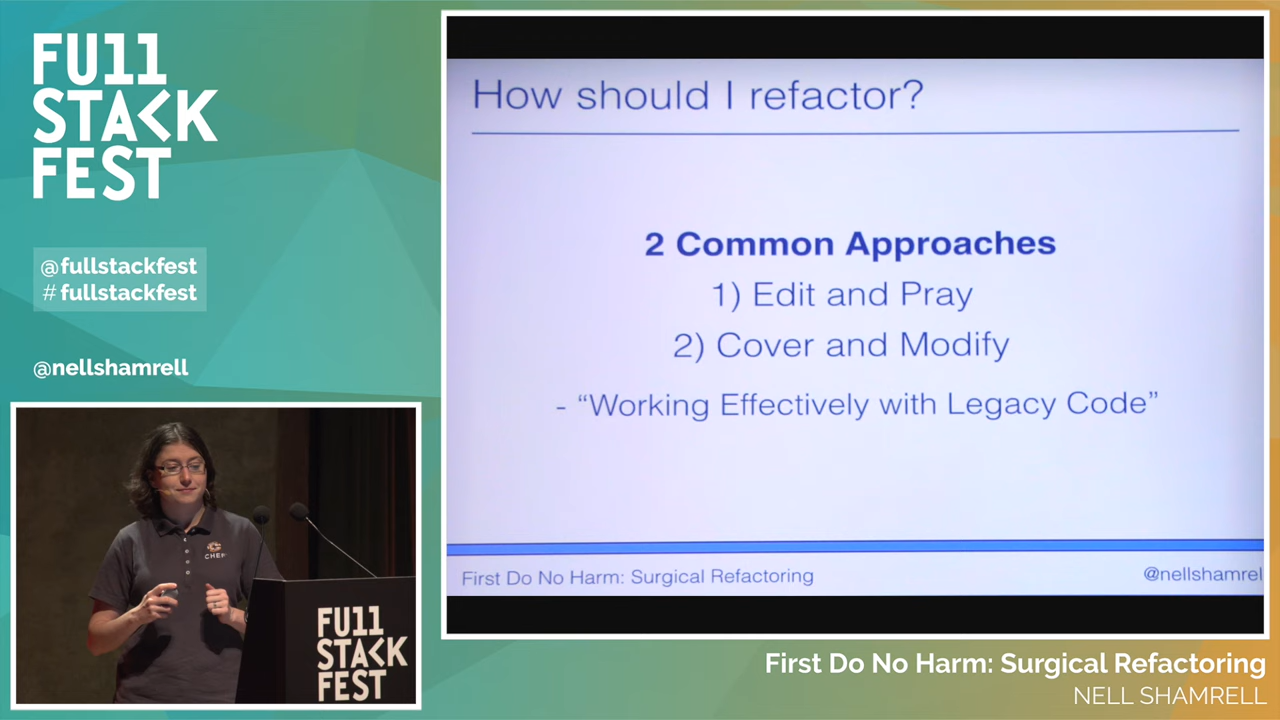 FU11
STACK
FEST
@fullstackfest
# fullstackfest
@nellshamrell
How should I refactor?
2 Common Approaches
1) Edit and Pray
2) Cover and Modify
- “Working Effectively with Legacy Code”
First Do No Harm: Surgical Refactoring
@nellshamrel
CHEF
FU11
STACK
FEST
First Do No Harm: Surgical Refactoring
NELL SHAMRELL